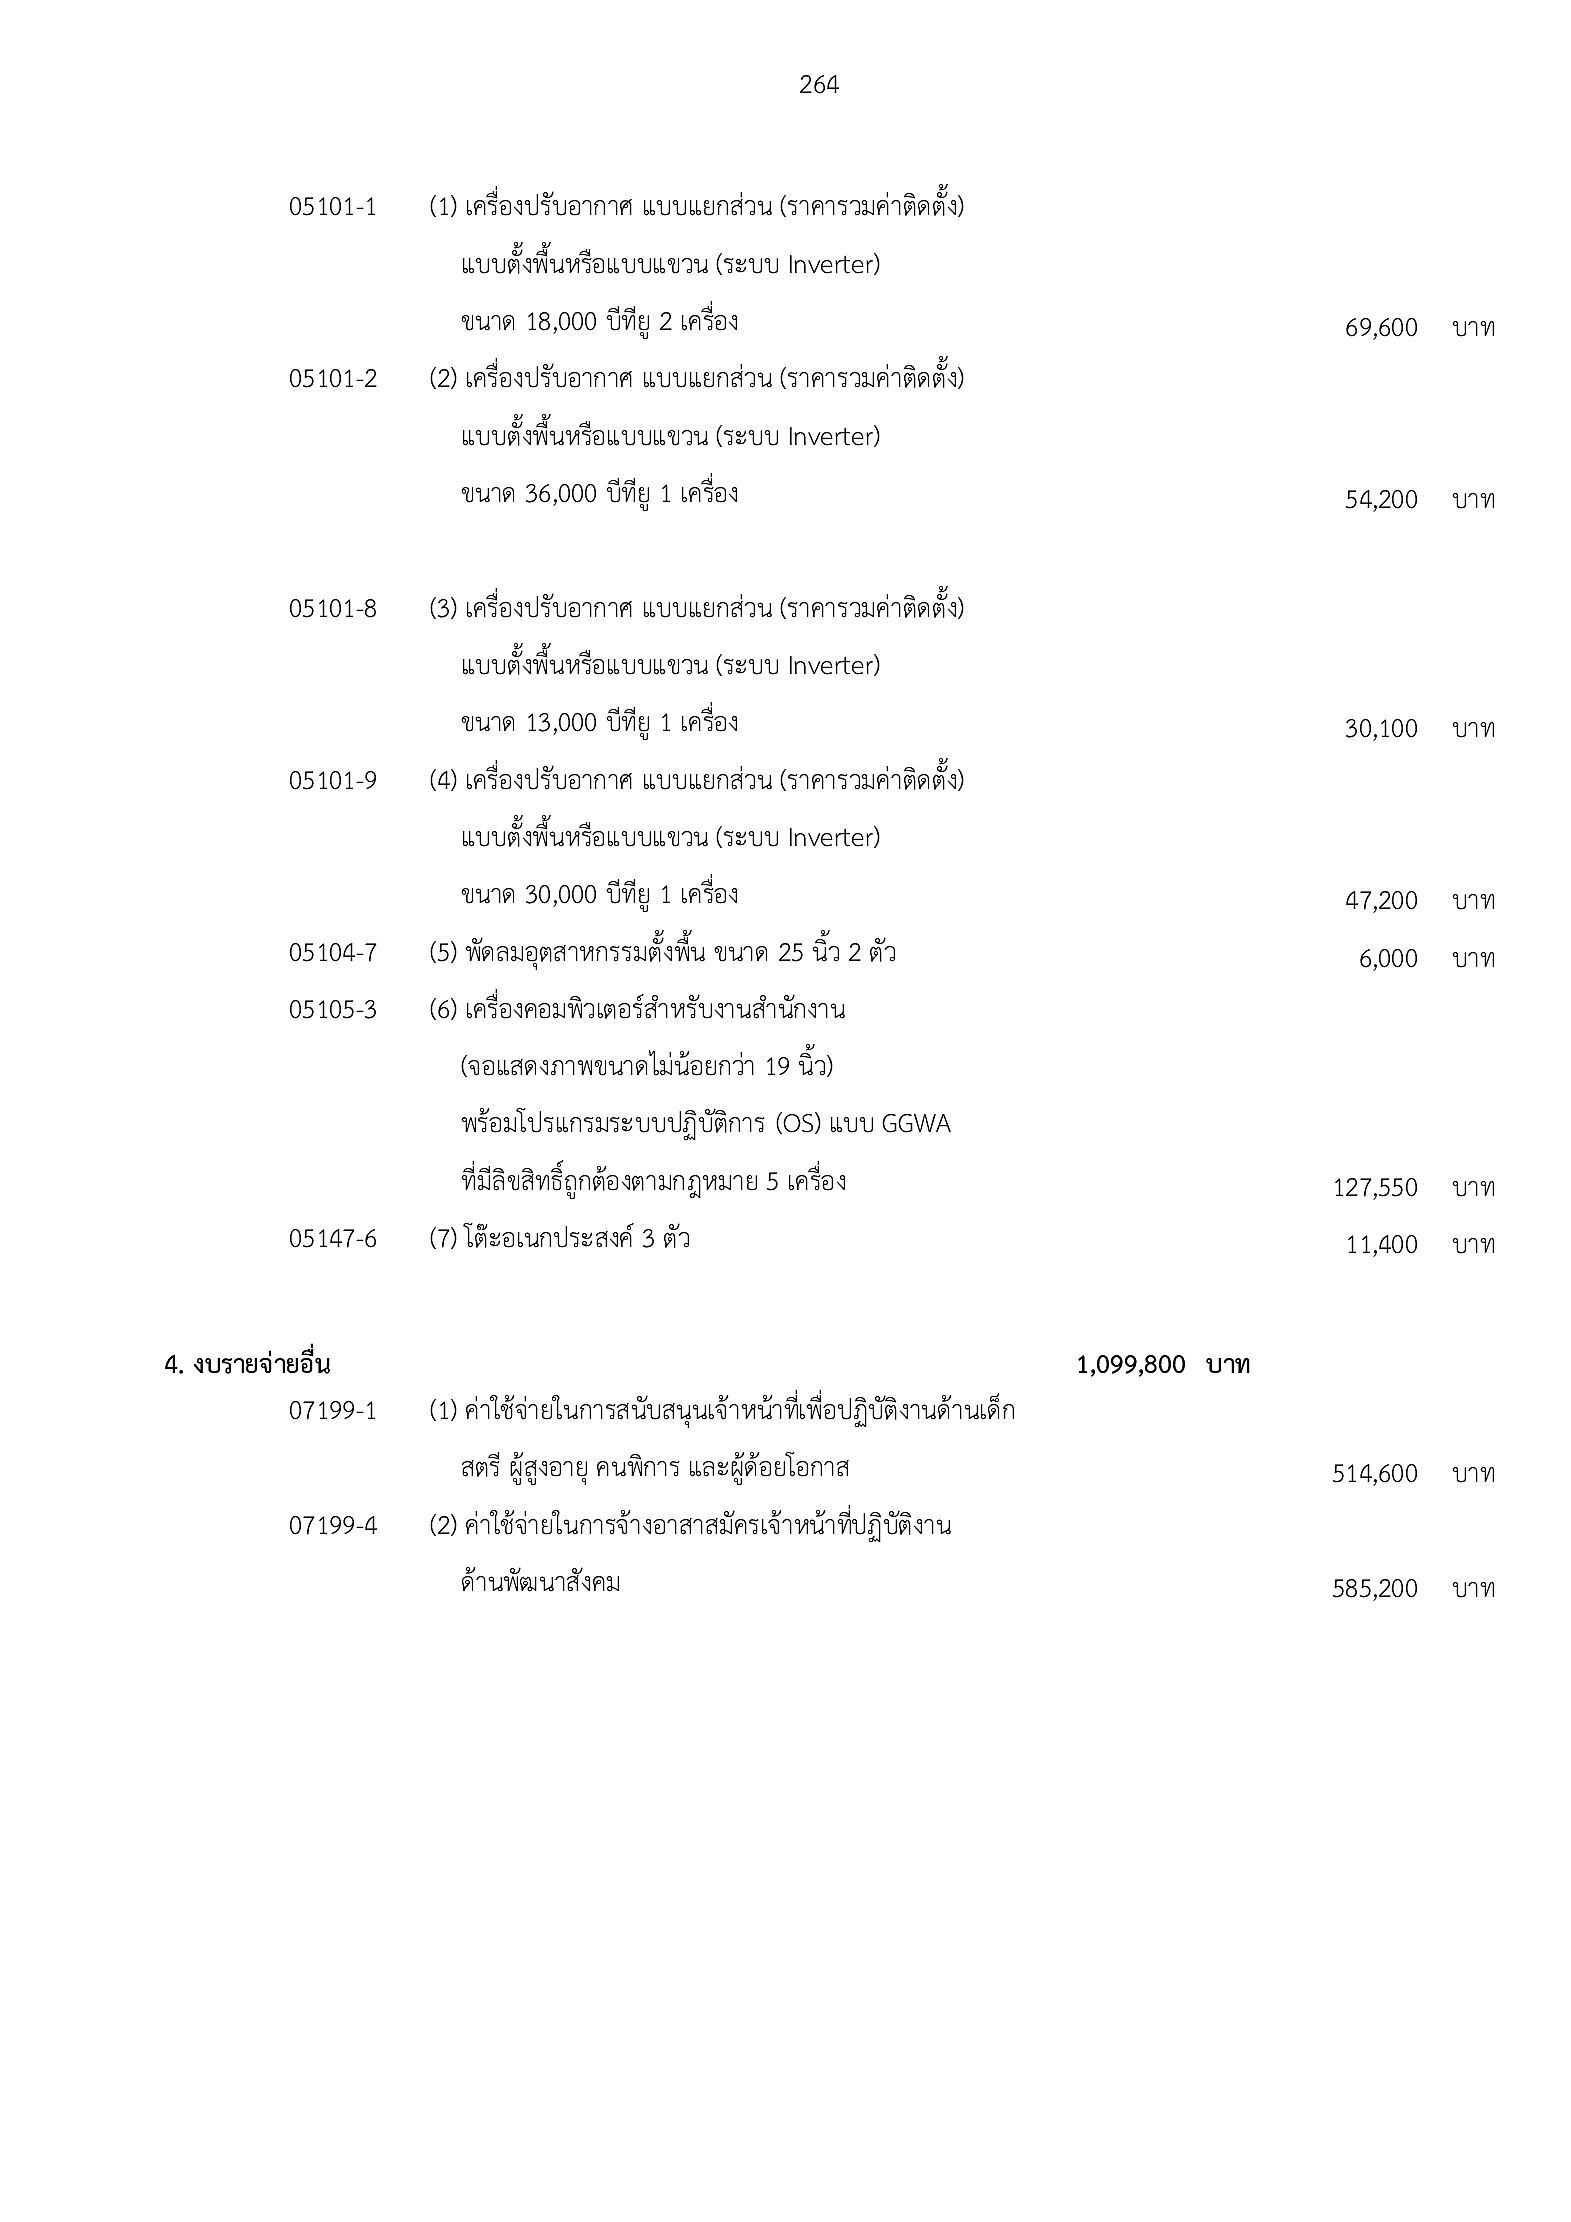 264
05101-1 (1) เครื่องปรับอากาศ แบบแยกส่วน (ราคารวมค่าติดตั้ง)
แบบตั้งพื้นหรือแบบแขวน (ระบบ Inverter)
ขนาด 18,000 บีทียู 2 เครื่อง 69,600 บาท
05101-2 (2) เครื่องปรับอากาศ แบบแยกส่วน (ราคารวมค่าติดตั้ง)
แบบตั้งพื้นหรือแบบแขวน (ระบบ Inverter)
ขนาด 36,000 บีทียู 1 เครื่อง 54,200 บาท
05101-8 (3) เครื่องปรับอากาศ แบบแยกส่วน (ราคารวมค่าติดตั้ง)
แบบตั้งพื้นหรือแบบแขวน (ระบบ Inverter)
ขนาด 13,000 บีทียู 1 เครื่อง 30,100 บาท
05101-9 (4) เครื่องปรับอากาศ แบบแยกส่วน (ราคารวมค่าติดตั้ง)
แบบตั้งพื้นหรือแบบแขวน (ระบบ Inverter)
ขนาด 30,000 บีทียู 1 เครื่อง 47,200 บาท
05104-7 (5) พัดลมอุตสาหกรรมตั้งพื้น ขนาด 25 นิ้ว 2 ตัว 6,000 บาท
05105-3 (6) เครื่องคอมพิวเตอร์สำหรับงานสำนักงาน
(จอแสดงภาพขนาดไม่น้อยกว่า 19 นิ้ว)
พร้อมโปรแกรมระบบปฏิบัติการ (OS) แบบ GGWA
ที่มีลิขสิทธิ์ถูกต้องตามกฎหมาย 5 เครื่อง 127,550 บาท
05147-6 (7) โต๊ะอเนกประสงค์ 3 ตัว 11,400 บาท
4. งบรายจ่ายอื่น 1,099,800 บาท
07199-1 (1) ค่าใช้จ่ายในการสนับสนุนเจ้าหน้าที่เพื่อปฏิบัติงานด้านเด็ก
สตรี ผู้สูงอายุ คนพิการ และผู้ด้อยโอกาส 514,600 บาท
07199-4 (2) ค่าใช้จ่ายในการจ้างอาสาสมัครเจ้าหน้าที่ปฏิบัติงาน
ด้านพัฒนาสังคม 585,200 บาท